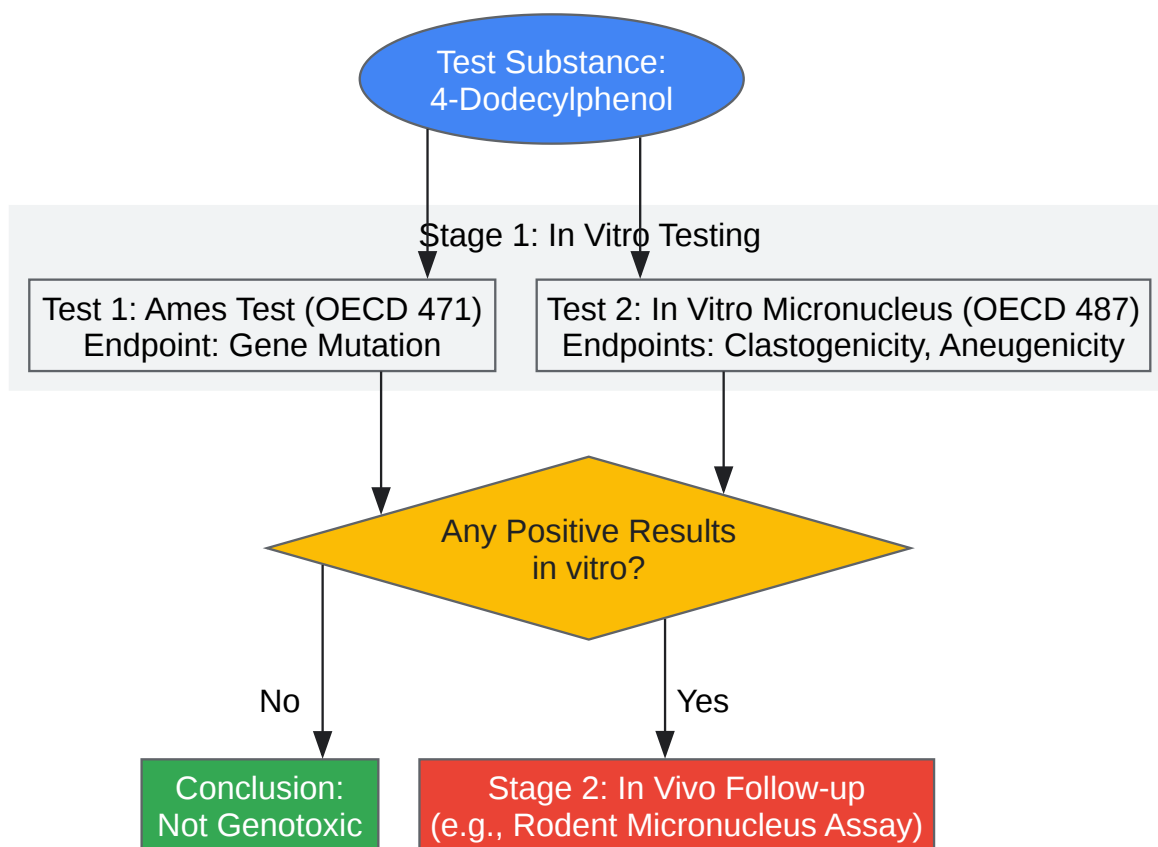 Test Substance:
4-Dodecylphenol
Stage 1: In Vitro Testing
Test 1: Ames Test (OECD 471)
Endpoint: Gene Mutation
Test 2: In Vitro Micronucleus (OECD 487)
Endpoints: Clastogenicity, Aneugenicity
Any Positive Results
in vitro?
No
Yes
Conclusion:
Not Genotoxic
Stage 2: In Vivo Follow-up
(e.g., Rodent Micronucleus Assay)